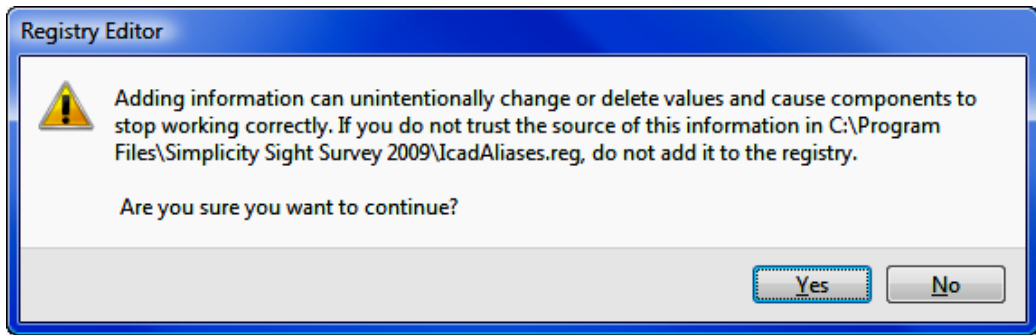 Registry Editor
Adding information can unintentionally change or delete values and cause components to
stop working correctly. If you do not trust the source of this information in C:\Program
Files\Simplicity Sight Survey 2009\IcadAliases.reg, do not add it to the registry.
Are you sure you want to continue?
Yes No